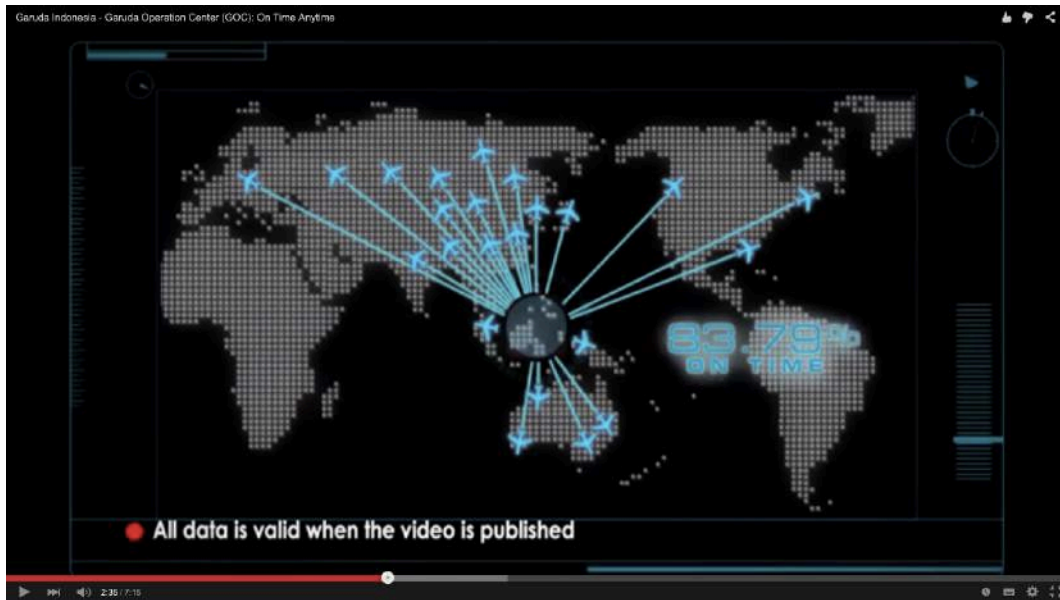 Garuda Indonesia - Garuda Operation Center (GOC): On Time Anytime
83.79%
ON TIME
All data is valid when the video is published
2:35 / 7:15